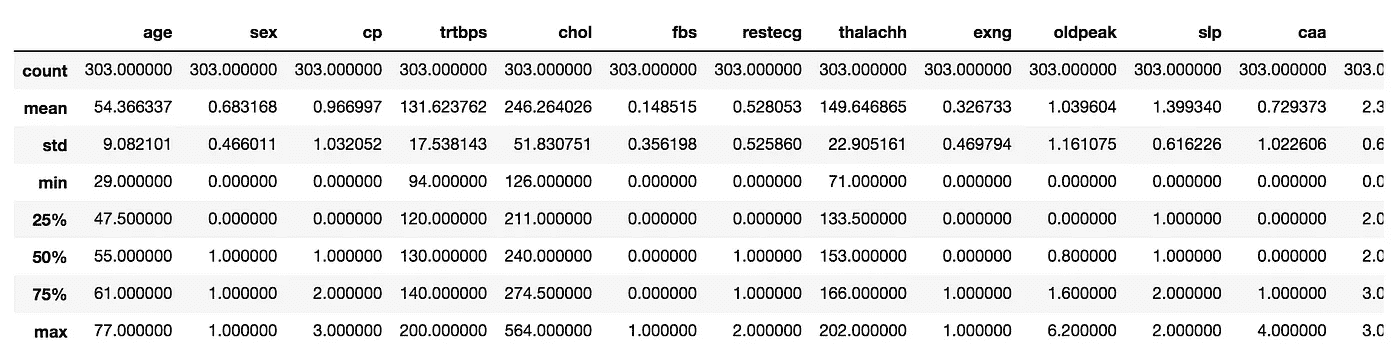 age sex cp trtbps chol fbs restecg thalachh exng oldpeak slp caa
count 303.000000 303.000000 303.000000 303.000000 303.000000 303.000000 303.000000 303.000000 303.000000 303.000000 303.000000 303.000000 303.0
mean 54.366337 0.683168 0.966997 131.623762 246.264026 0.148515 0.528053 149.646865 0.326733 1.039604 1.399340 0.729373 2.3
std 9.082101 0.466011 1.032052 17.538143 51.830751 0.356198 0.525860 22.905161 0.469794 1.161075 0.616226 1.022606 0.6
min 29.000000 0.000000 0.000000 94.000000 126.000000 0.000000 0.000000 71.000000 0.000000 0.000000 0.000000 0.000000 0.0
25% 47.500000 0.000000 0.000000 120.000000 211.000000 0.000000 0.000000 133.500000 0.000000 0.000000 1.000000 0.000000 2.0
50% 55.000000 1.000000 1.000000 130.000000 240.000000 0.000000 1.000000 153.000000 0.000000 0.800000 1.000000 0.000000 2.0
75% 61.000000 1.000000 2.000000 140.000000 274.500000 0.000000 1.000000 166.000000 1.000000 1.600000 2.000000 1.000000 3.0
max 77.000000 1.000000 3.000000 200.000000 564.000000 1.000000 2.000000 202.000000 1.000000 6.200000 2.000000 4.000000 3.0